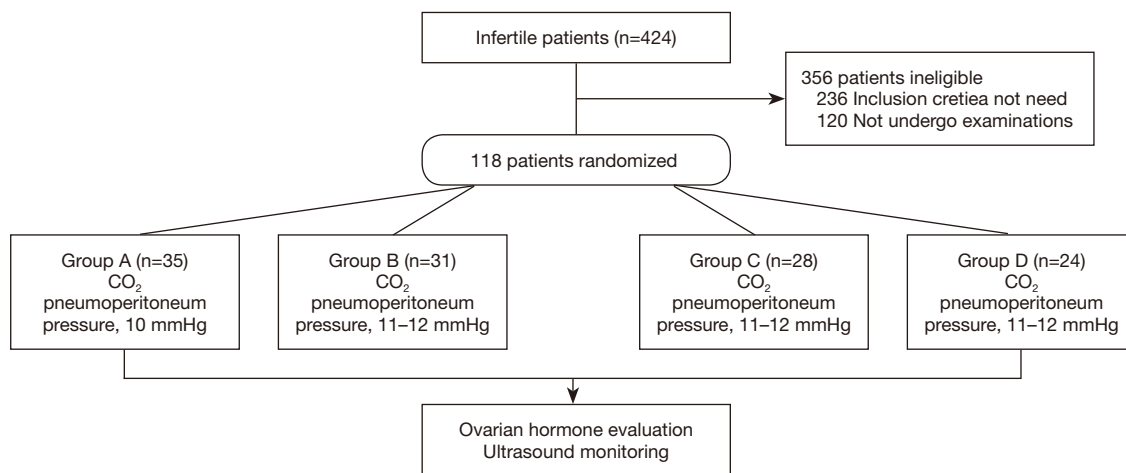 Infertile patients (n=424)
356 patients ineligible
236 Inclusion cretiea not need
120 Not undergo examinations
118 patients randomized
Group A (n=35)
CO₂
pneumoperitoneum
pressure, 10 mmHg
Group B (n=31)
CO₂
pneumoperitoneum
pressure, 11–12 mmHg
Group C (n=28)
CO₂
pneumoperitoneum
pressure, 11–12 mmHg
Group D (n=24)
CO₂
pneumoperitoneum
pressure, 11–12 mmHg
Ovarian hormone evaluation
Ultrasound monitoring